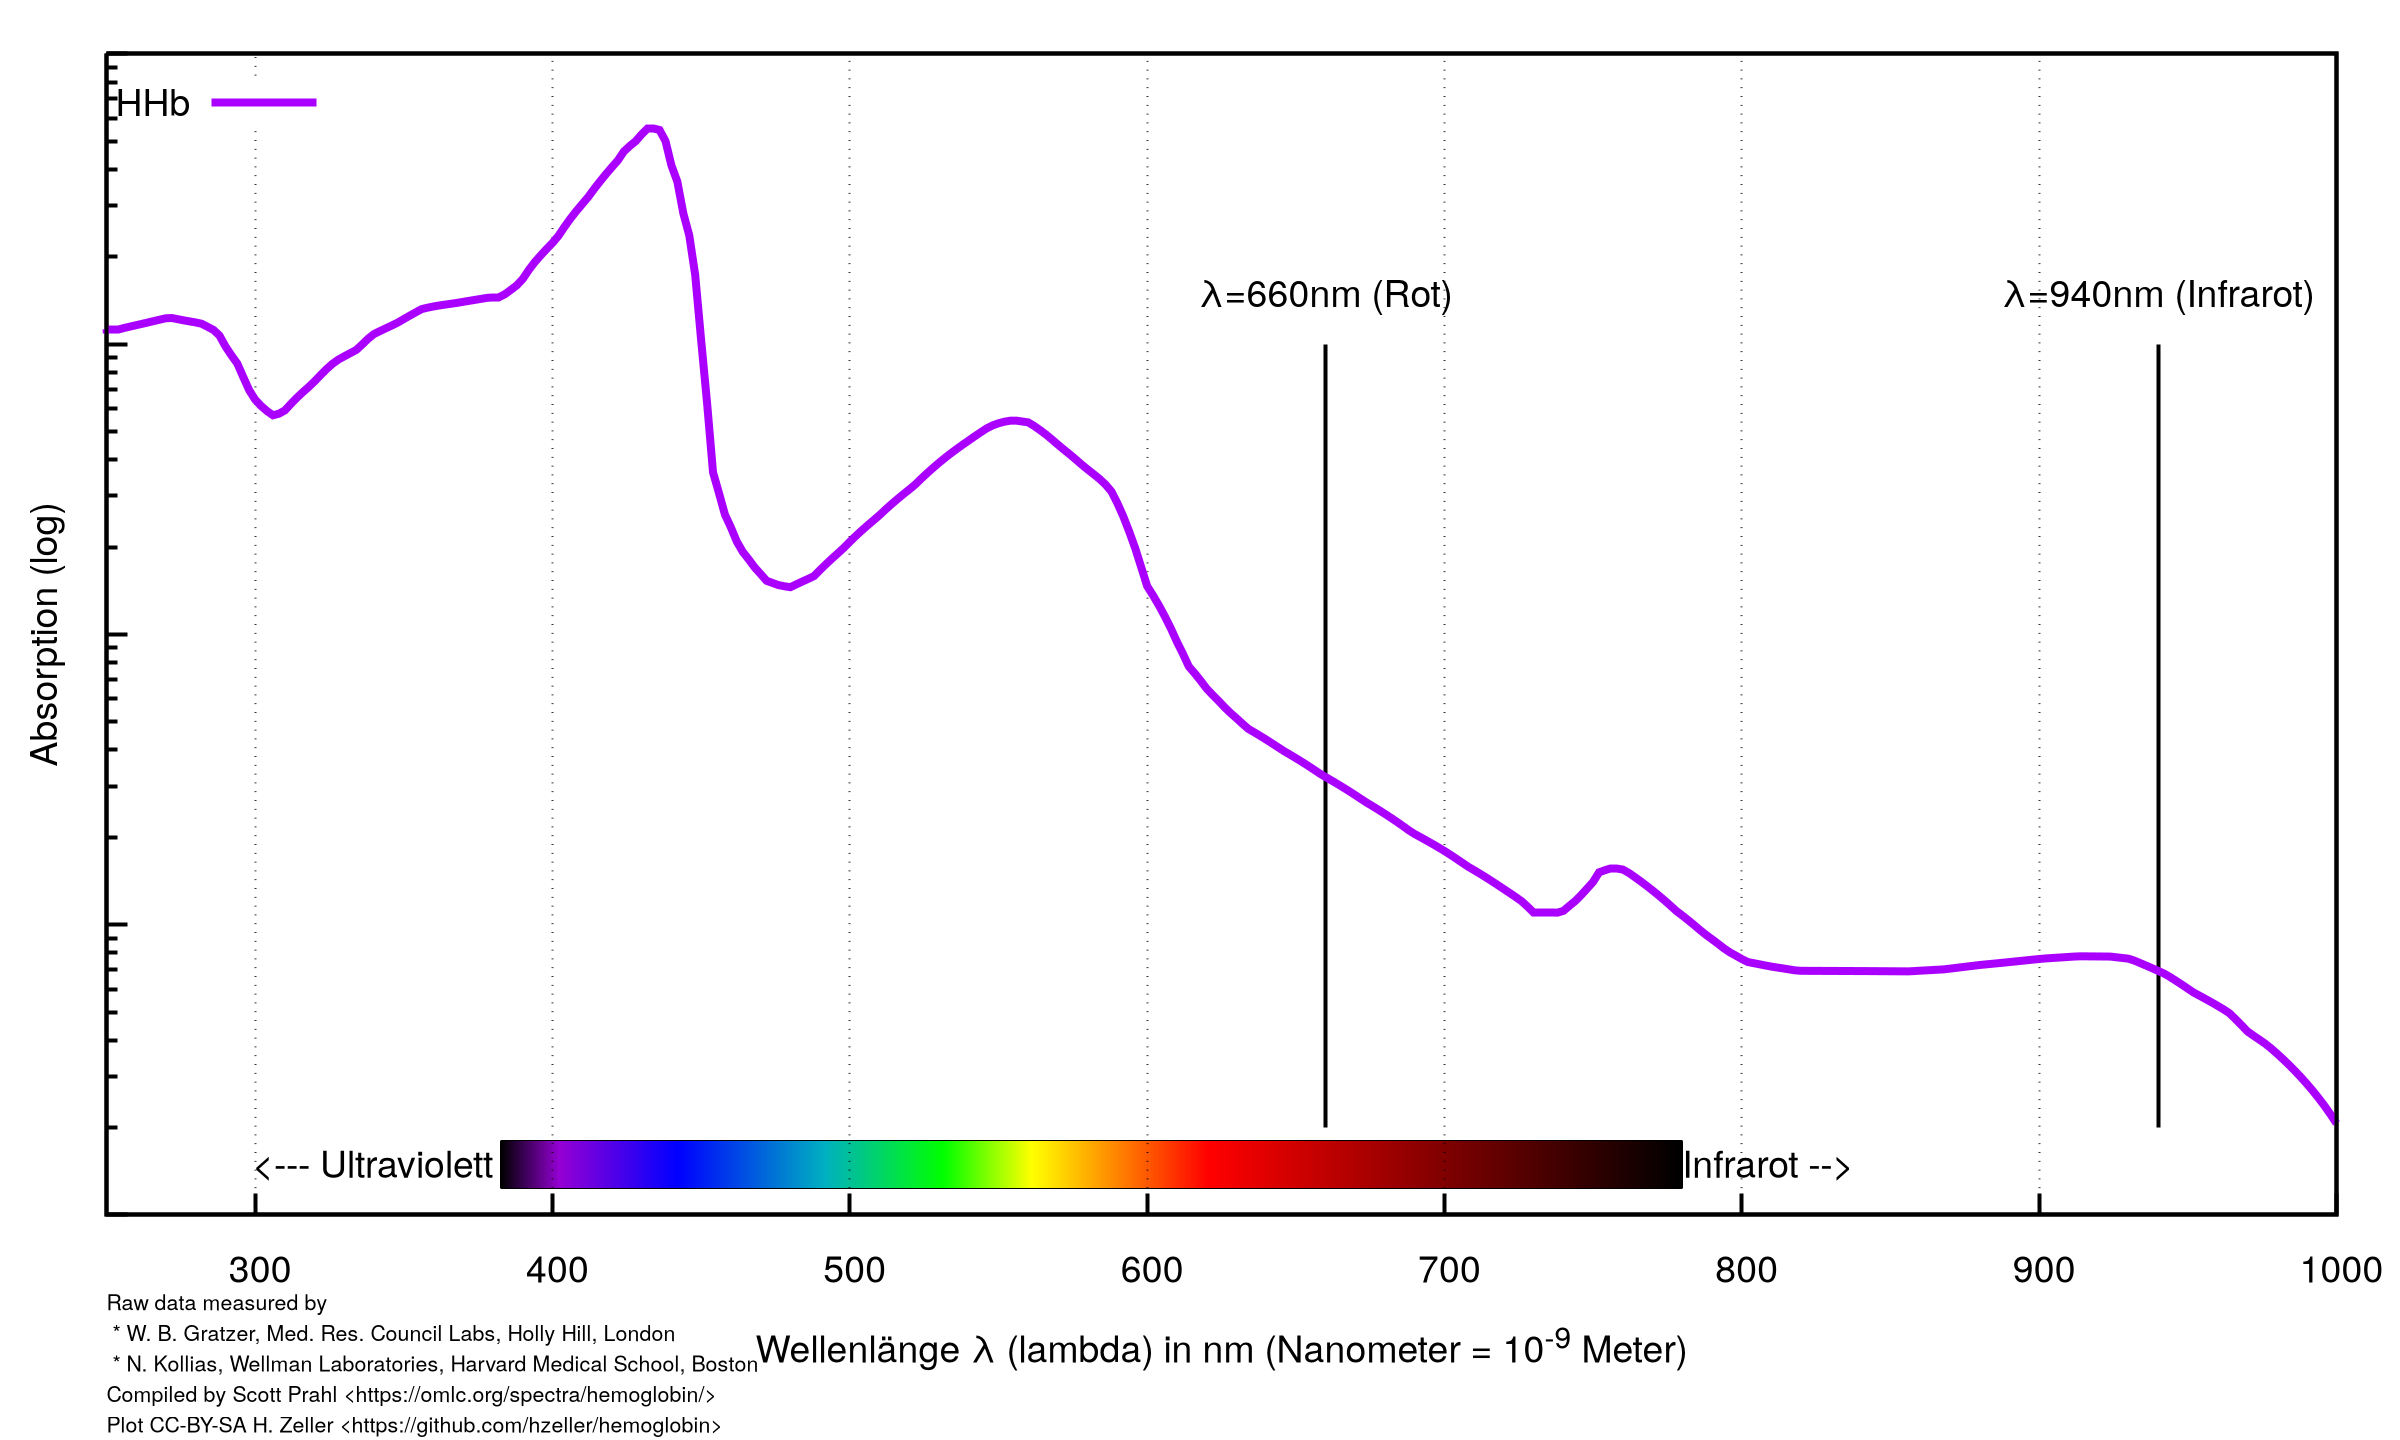 HHb
λ=660nm (Rot)
λ=940nm (Infrarot)
Absorption (log)
<--- Ultraviolett
Infrarot -->
300 400 500 600 700 800 900 1000
Wellenlänge λ (lambda) in nm (Nanometer = 10⁻⁹ Meter)
Raw data measured by
* W. B. Gratzer, Med. Res. Council Labs, Holly Hill, London
* N. Kollias, Wellman Laboratories, Harvard Medical School, Boston
Compiled by Scott Prahl <https://omlc.org/spectra/hemoglobin/>
Plot CC-BY-SA H. Zeller <https://github.com/hzeller/hemoglobin>